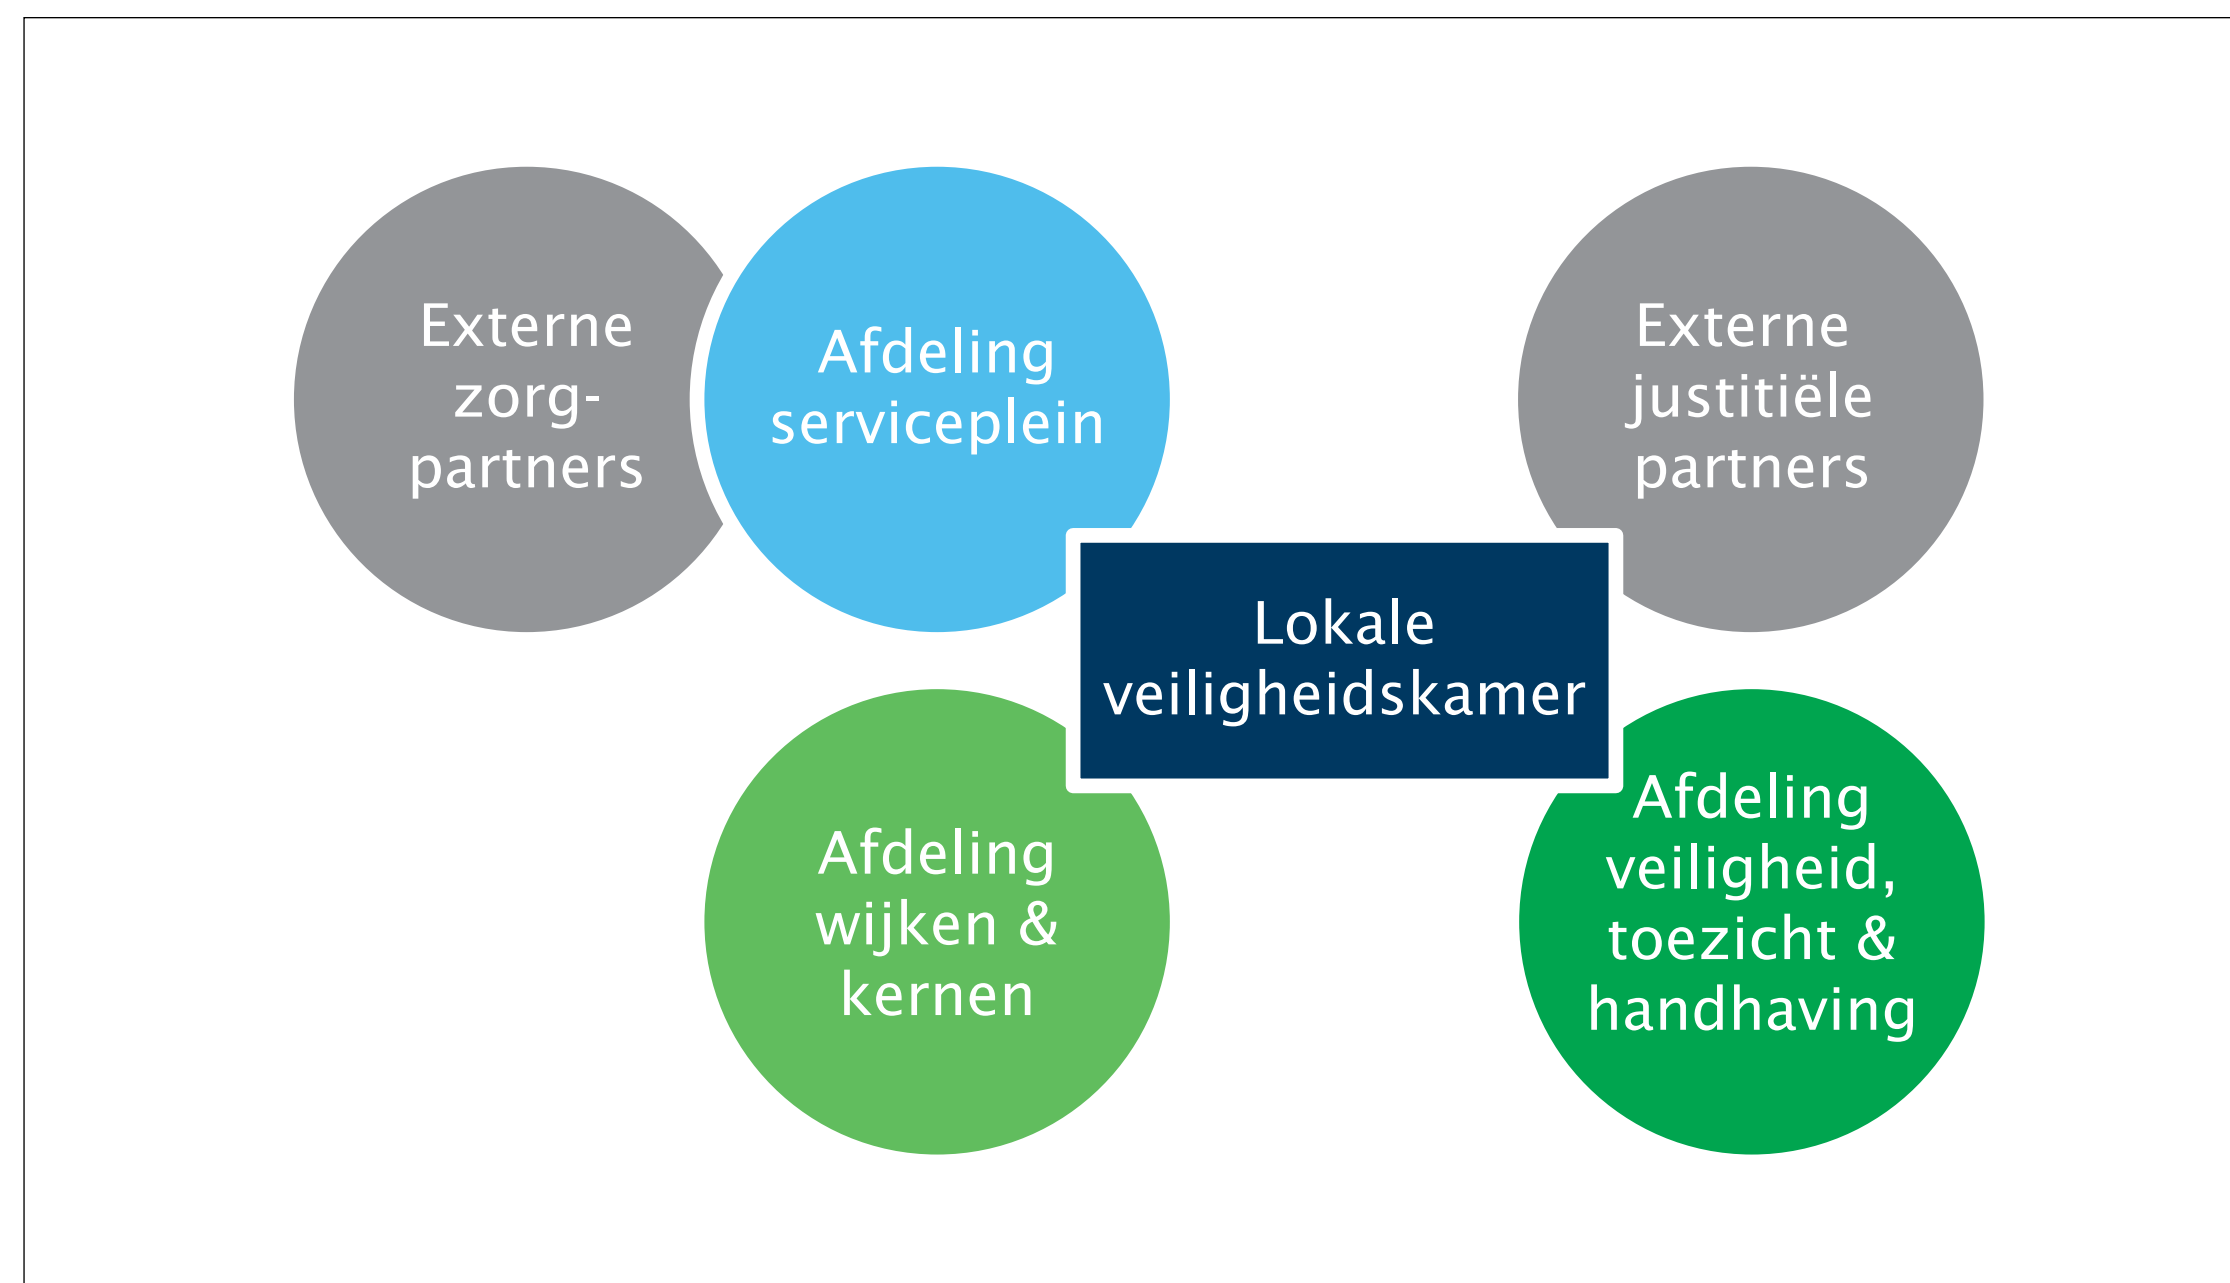 Externe
zorg-
partners
Afdeling
serviceplein
Externe
justitiële
partners
Lokale
veiligheidskamer
Afdeling
wijken &
kernen
Afdeling
veiligheid,
toezicht &
handhaving